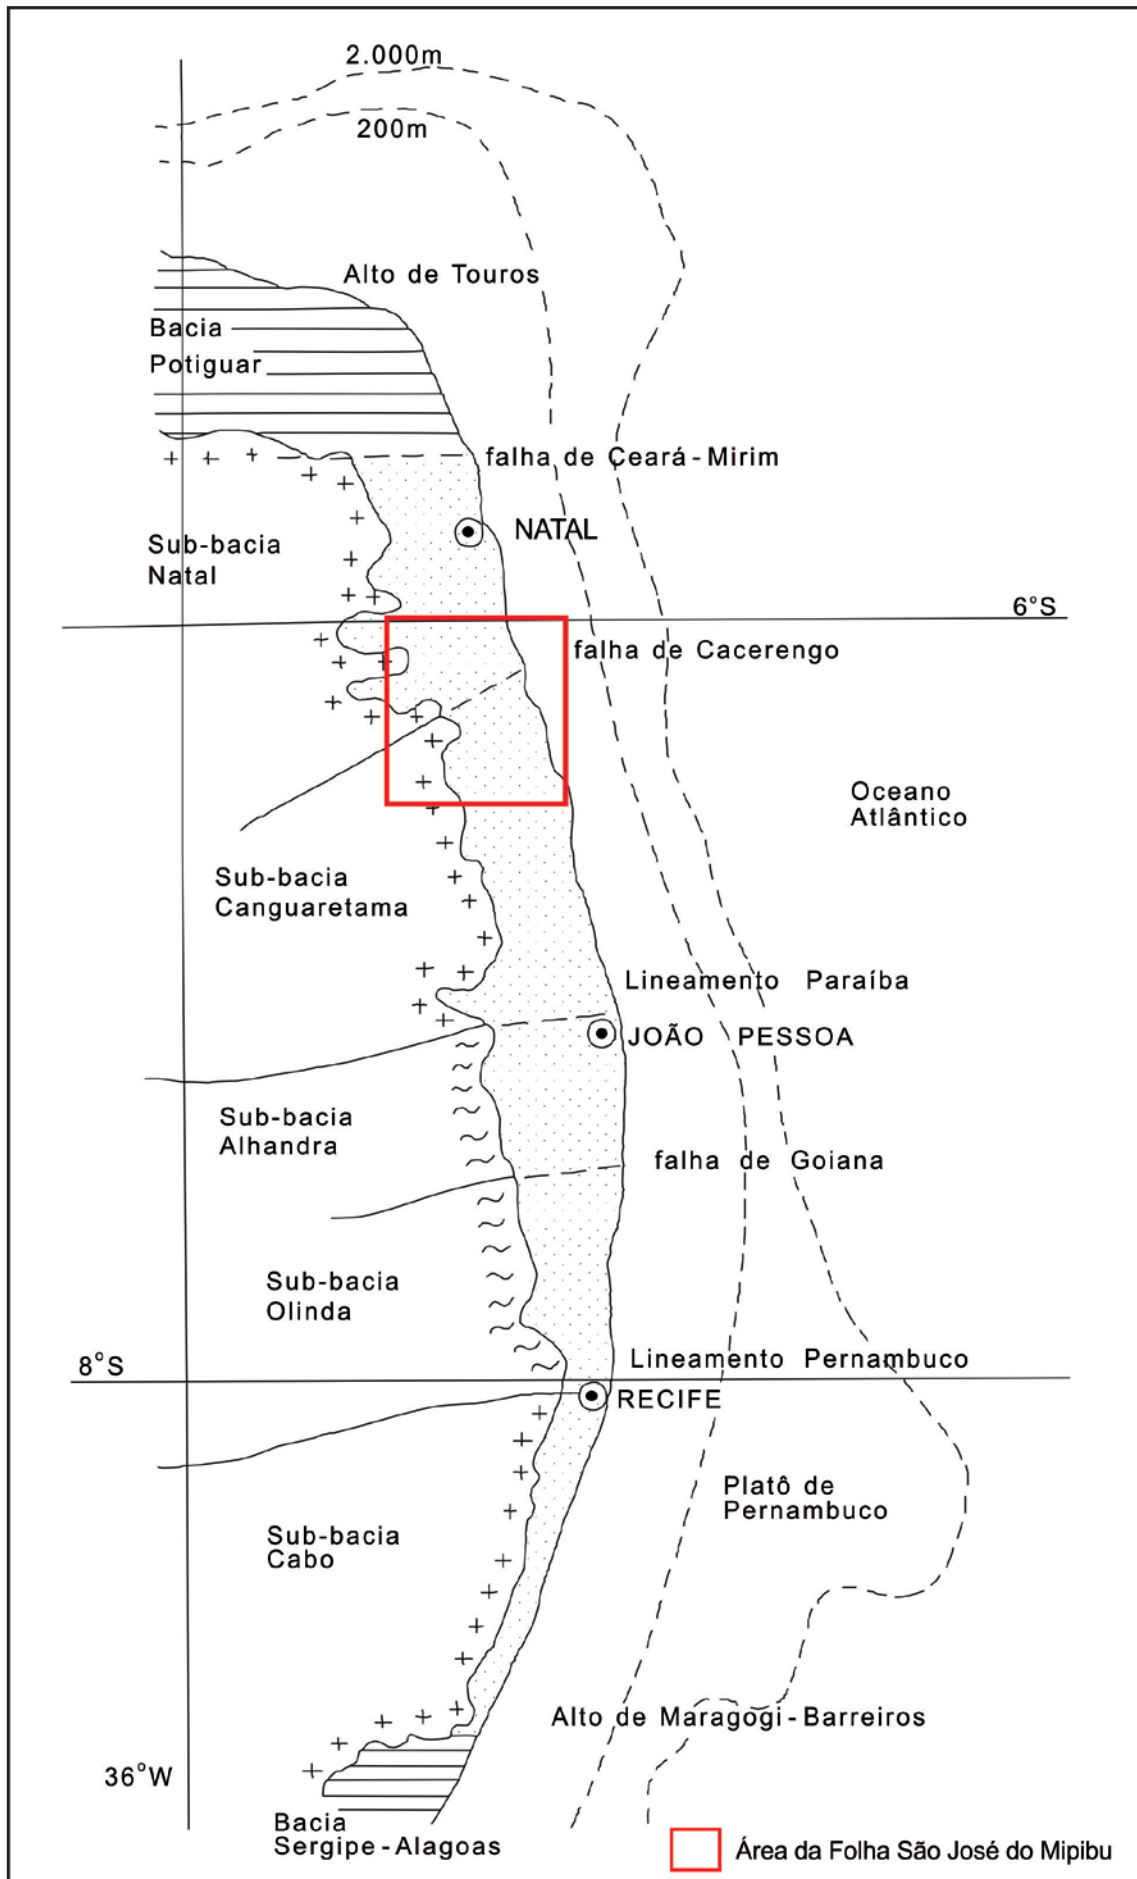 2.000m
200m
Alto de Touros
Bacia
Potiguar
falha de Ceará-Mirim
NATAL
Sub-bacia
Natal
6°S
falha de Cacerengo
Oceano
Atlântico
Sub-bacia
Canguaretama
Lineamento Paraíba
JOÃO PESSOA
Sub-bacia
Alhandra
falha de Goiana
Sub-bacia
Olinda
8°S
Lineamento Pernambuco
RECIFE
Platô de
Pernambuco
Sub-bacia
Cabo
Alto de Maragogi-Barreiros
36°W
Bacia
Sergipe-Alagoas
Área da Folha São José do Mipibu